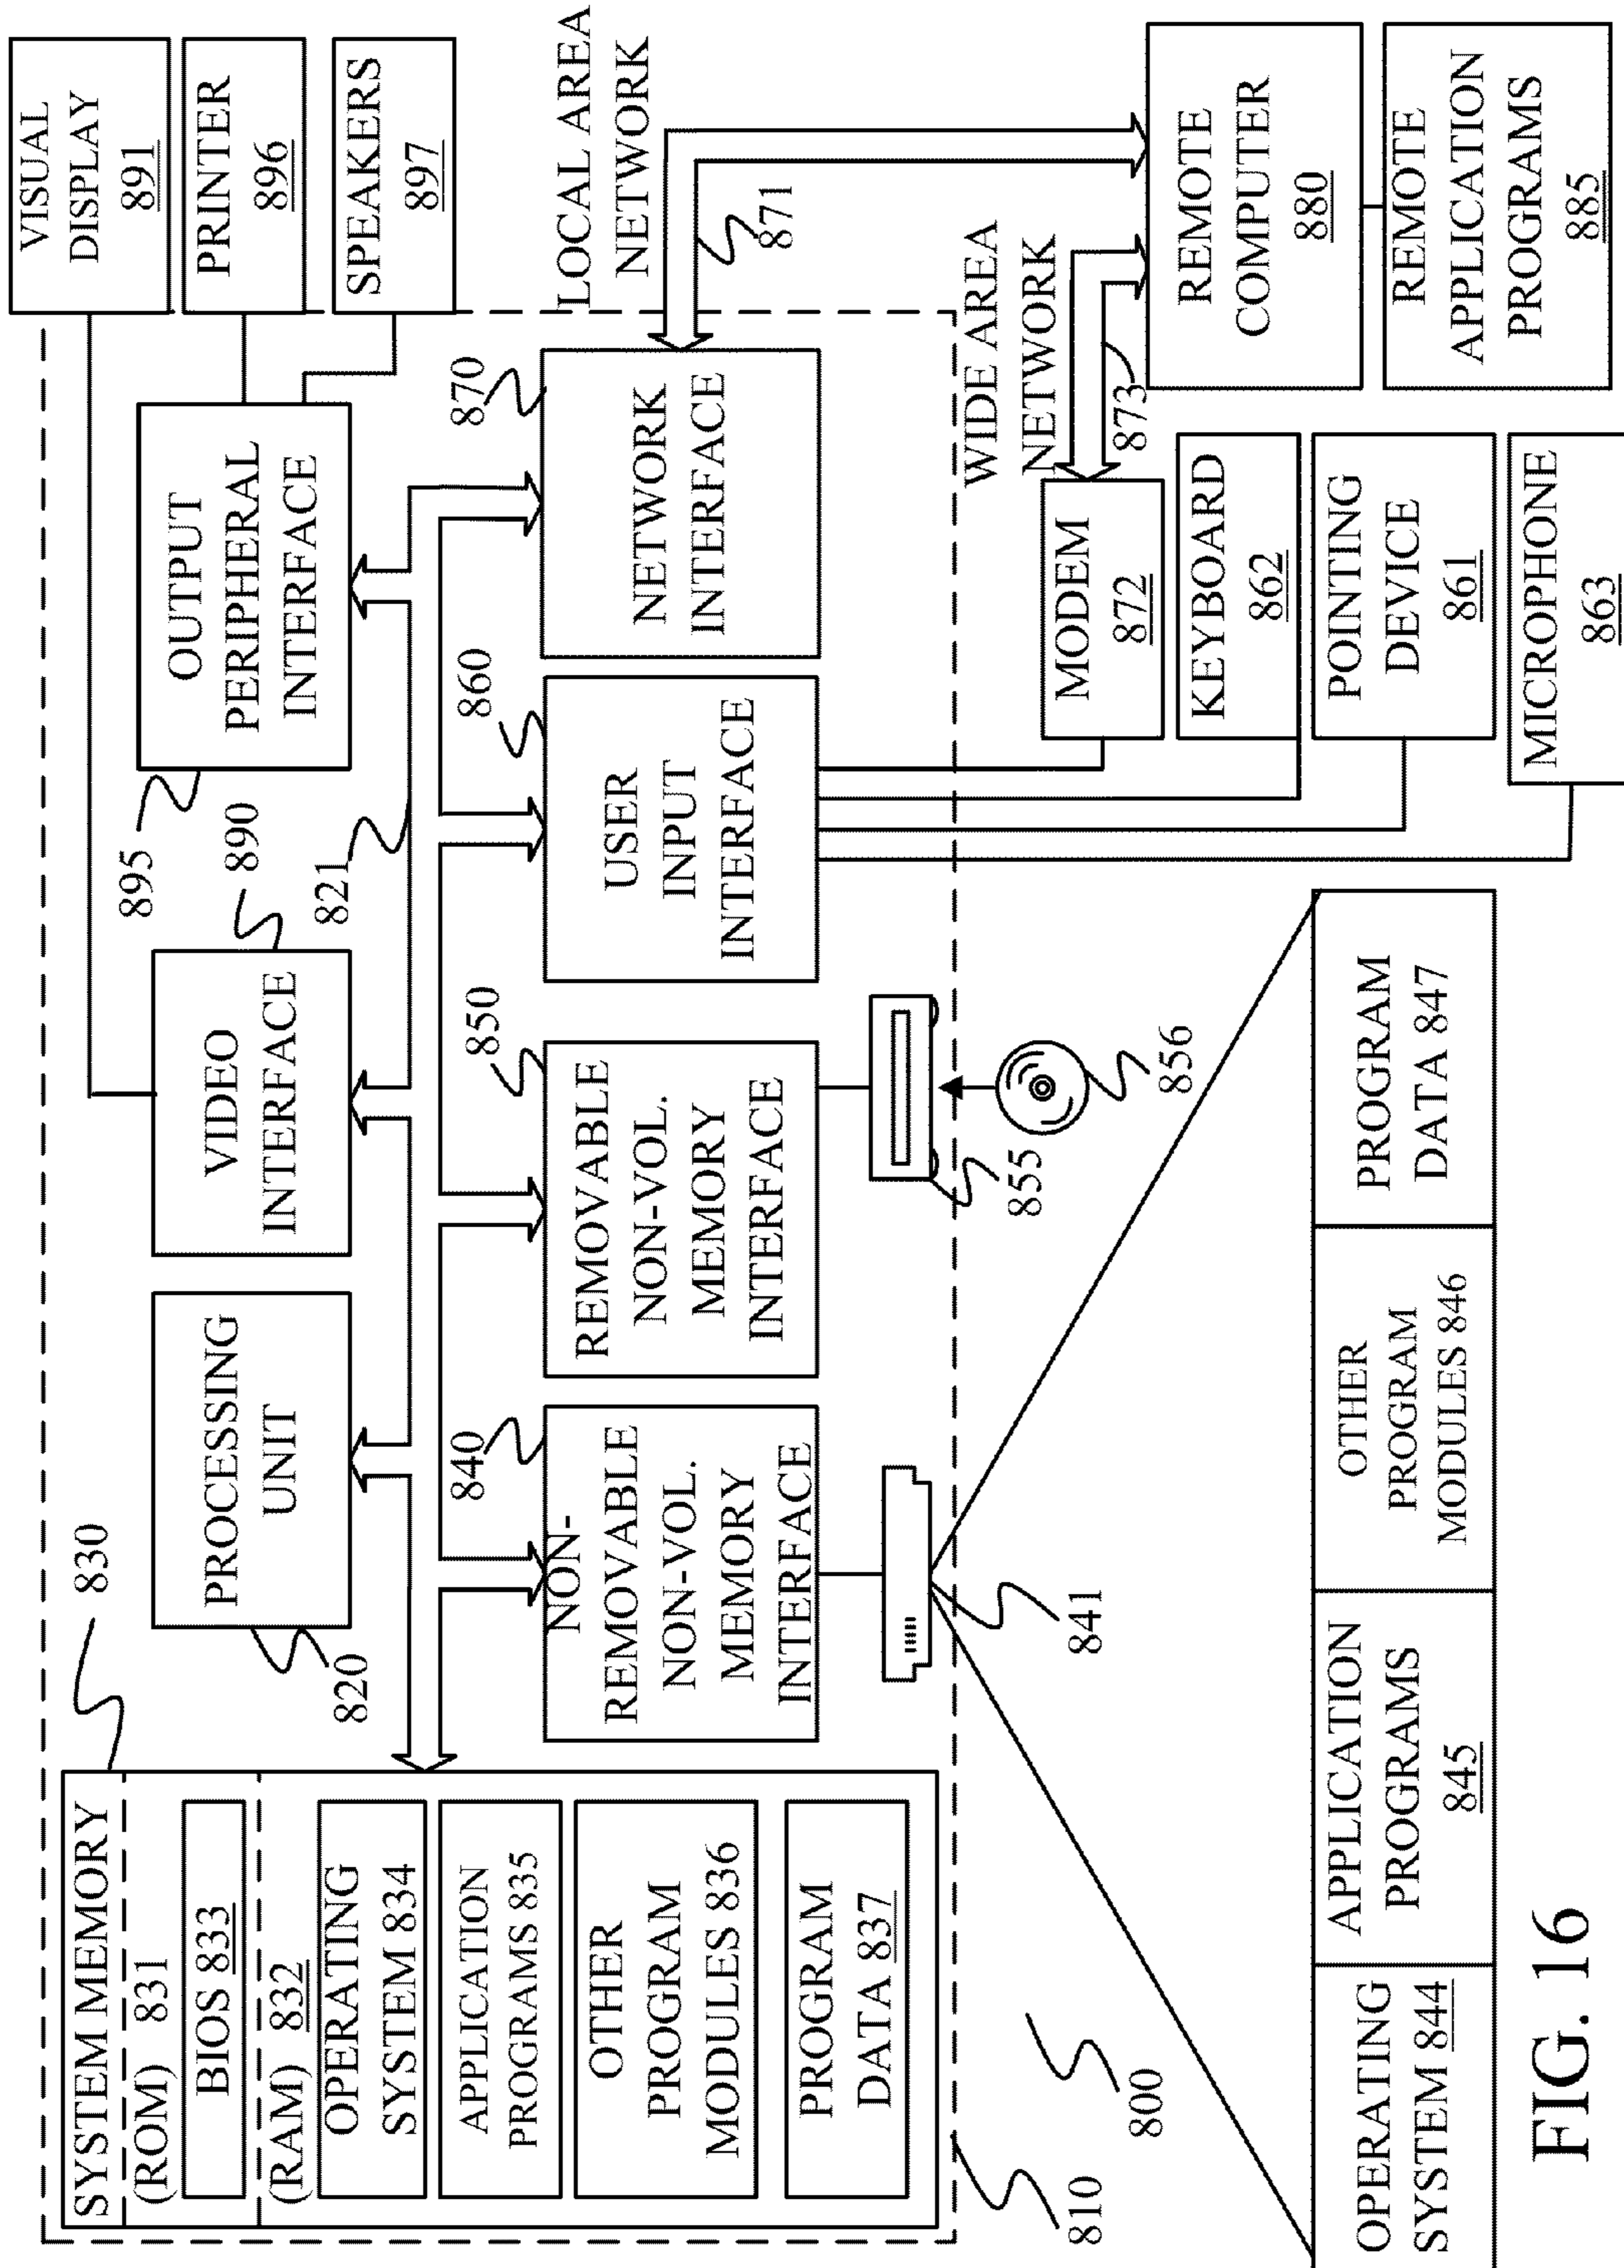 SYSTEM MEMORY
(ROM) 831
BIOS 833
(RAM) 832
OPERATING
SYSTEM 834
APPLICATION
PROGRAMS 835
OTHER
PROGRAM
MODULES 836
PROGRAM
DATA 837
830
PROCESSING
UNIT
820
VIDEO
INTERFACE
890
OUTPUT
PERIPHERAL
INTERFACE
895
821
VISUAL
DISPLAY
891
PRINTER
896
SPEAKERS
897
NON-
REMOVABLE
NON-VOL.
MEMORY
INTERFACE
840
REMOVABLE
NON-VOL.
MEMORY
INTERFACE
850
USER
INPUT
INTERFACE
860
NETWORK
INTERFACE
870
LOCAL AREA
NETWORK
871
WIDE AREA
NETWORK
873
841
855
856
MODEM
872
KEYBOARD
862
POINTING
DEVICE
861
MICROPHONE
863
REMOTE
COMPUTER
880
REMOTE
APPLICATION
PROGRAMS
885
810
800
OPERATING
SYSTEM 844
APPLICATION
PROGRAMS
845
OTHER
PROGRAM
MODULES 846
PROGRAM
DATA 847
FIG. 16